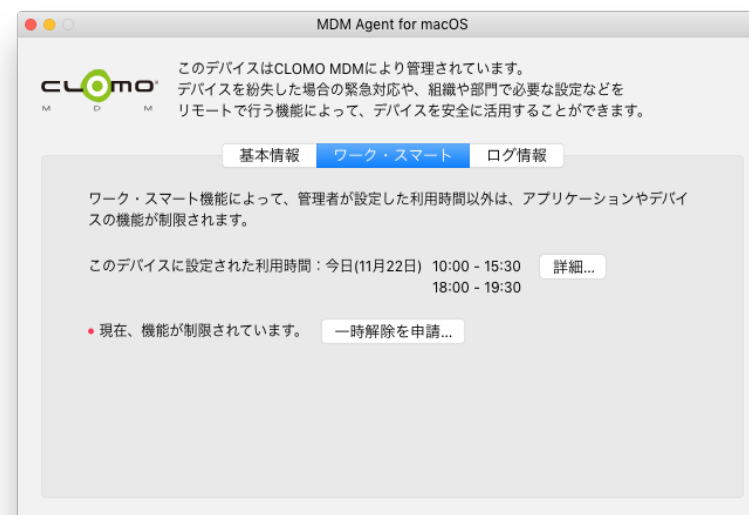 MDM Agent for macOS
CLOMO
M D M
このデバイスはCLOMO MDMにより管理されています。
デバイスを紛失した場合の緊急対応や、組織や部門で必要な設定などを
リモートで行う機能によって、デバイスを安全に活用することができます。
基本情報 ワーク・スマート ログ情報
ワーク・スマート機能によって、管理者が設定した利用時間以外は、アプリケーションやデバイ
スの機能が制限されます。
このデバイスに設定された利用時間：今日(11月22日) 10:00 - 15:30 詳細...
18:00 - 19:30
• 現在、機能が制限されています。 一時解除を申請...